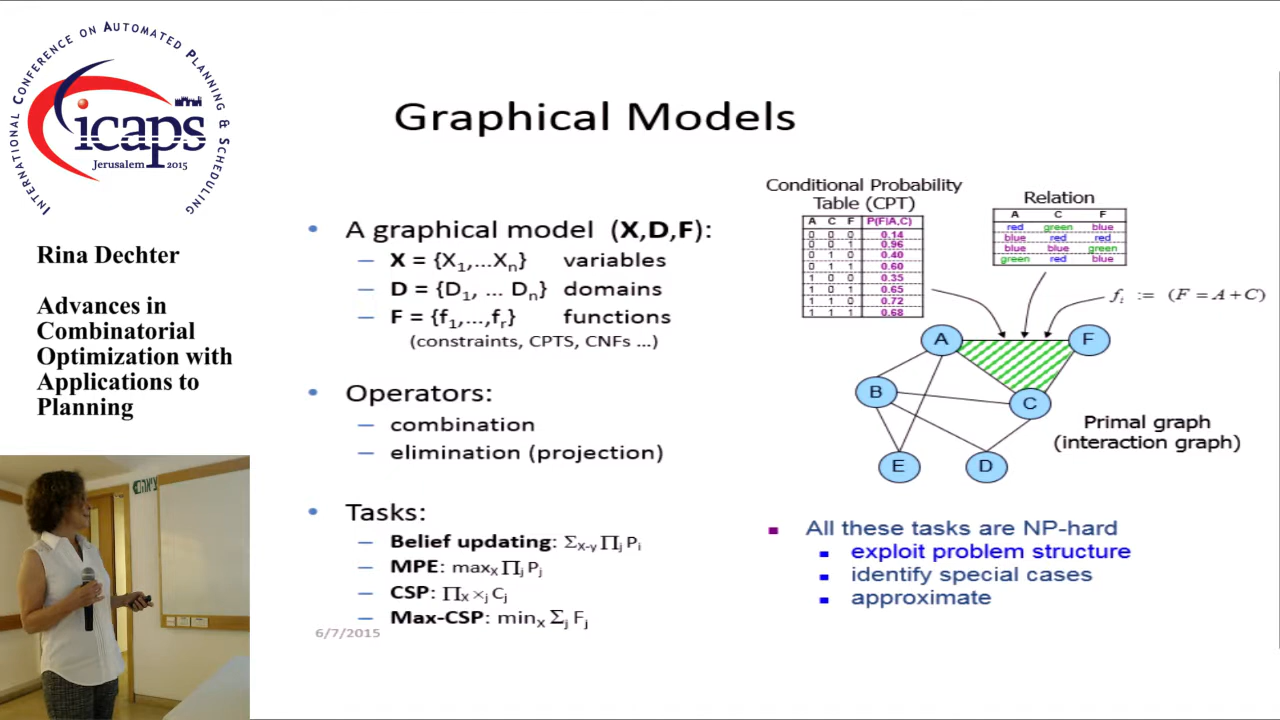 INTERNATIONAL CONFERENCE ON AUTOMATED PLANNING & SCHEDULING
icaps
Jerusalem 2015
Rina Dechter
Advances in
Combinatorial
Optimization with
Applications to
Planning
Graphical Models
• A graphical model (X,D,F):
– X = {X1,...Xn} variables
– D = {D1, ... Dn} domains
– F = {f1,...,fr} functions
(constraints, CPTS, CNFs ...)
• Operators:
– combination
– elimination (projection)
• Tasks:
– Belief updating: ΣX-y ∏j Pi
– MPE: maxX ∏j Pj
– CSP: ∏X ×j Cj
– Max-CSP: minX Σj Fj
6/7/2015
Conditional Probability
Table (CPT)
A C F P(F|A,C)
0 0 0 0.14
0 0 1 0.96
0 1 0 0.40
0 1 1 0.60
1 0 0 0.35
1 0 1 0.65
1 1 0 0.72
1 1 1 0.68
Relation
A C F
red green blue
blue red red
blue blue green
green red blue
fi := (F = A + C)
A
F
B
C
E
D
Primal graph
(interaction graph)
▪ All these tasks are NP-hard
▪ exploit problem structure
▪ identify special cases
▪ approximate